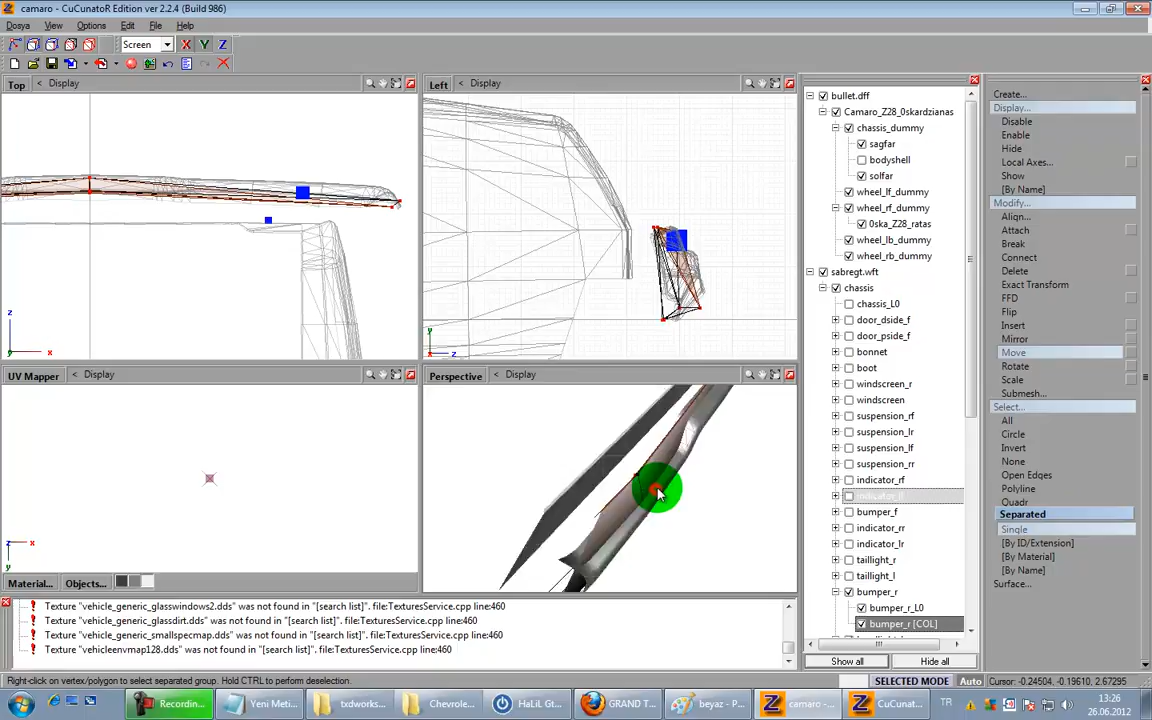 camaro - CuCunatoR Edition ver 2.2.4 (Build 986)
Dosya View Options Edit File Help
Screen X Y Z
Top < Display
Left < Display
z
x
y
y
z
UV Mapper < Display
Perspective < Display
z
x
y
Material... Objects...
bullet.dff
Camaro_Z28_0skardzianas
chassis_dummy
sagfar
bodyshell
solfar
wheel_lf_dummy
wheel_rf_dummy
0ska_Z28_ratas
wheel_lb_dummy
wheel_rb_dummy
sabregt.wft
chassis
chassis_L0
door_dside_f
door_pside_f
bonnet
boot
windscreen_r
windscreen
suspension_rf
suspension_lr
suspension_lf
suspension_rr
indicator_rf
bumper_f
indicator_rr
indicator_lr
taillight_r
taillight_l
bumper_r
bumper_r_L0
bumper_r [COL]
Show all Hide all
Create...
Display...
Disable
Enable
Hide
Local Axes...
Show
[By Name]
Modify...
Align...
Attach
Break
Connect
Delete
Exact Transform
FFD
Flip
Insert
Mirror
Move
Rotate
Scale
Submesh...
Select...
All
Circle
Invert
None
Open Edges
Polyline
Quadr
Separated
Single
[By ID/Extension]
[By Material]
[By Name]
Surface...
Texture "vehicle_generic_glasswindows2.dds" was not found in "[search list]". file:TexturesService.cpp line:460
Texture "vehicle_generic_glassdirt.dds" was not found in "[search list]". file:TexturesService.cpp line:460
Texture "vehicle_generic_smallspecmap.dds" was not found in "[search list]". file:TexturesService.cpp line:460
Texture "vehicleenvmap128.dds" was not found in "[search list]". file:TexturesService.cpp line:460
Right-click on vertex/polygon to select separated group. Hold CTRL to perform deselection.
SELECTED MODE Auto Cursor: -0.24504, -0.19610, 2.67295
Recordin... Yeni Meti... txdworks... Chevrole... HaLiL Gt... GRAND T... beyaz - P... camaro -... CuCunat... TR 13:26
26.06.2012